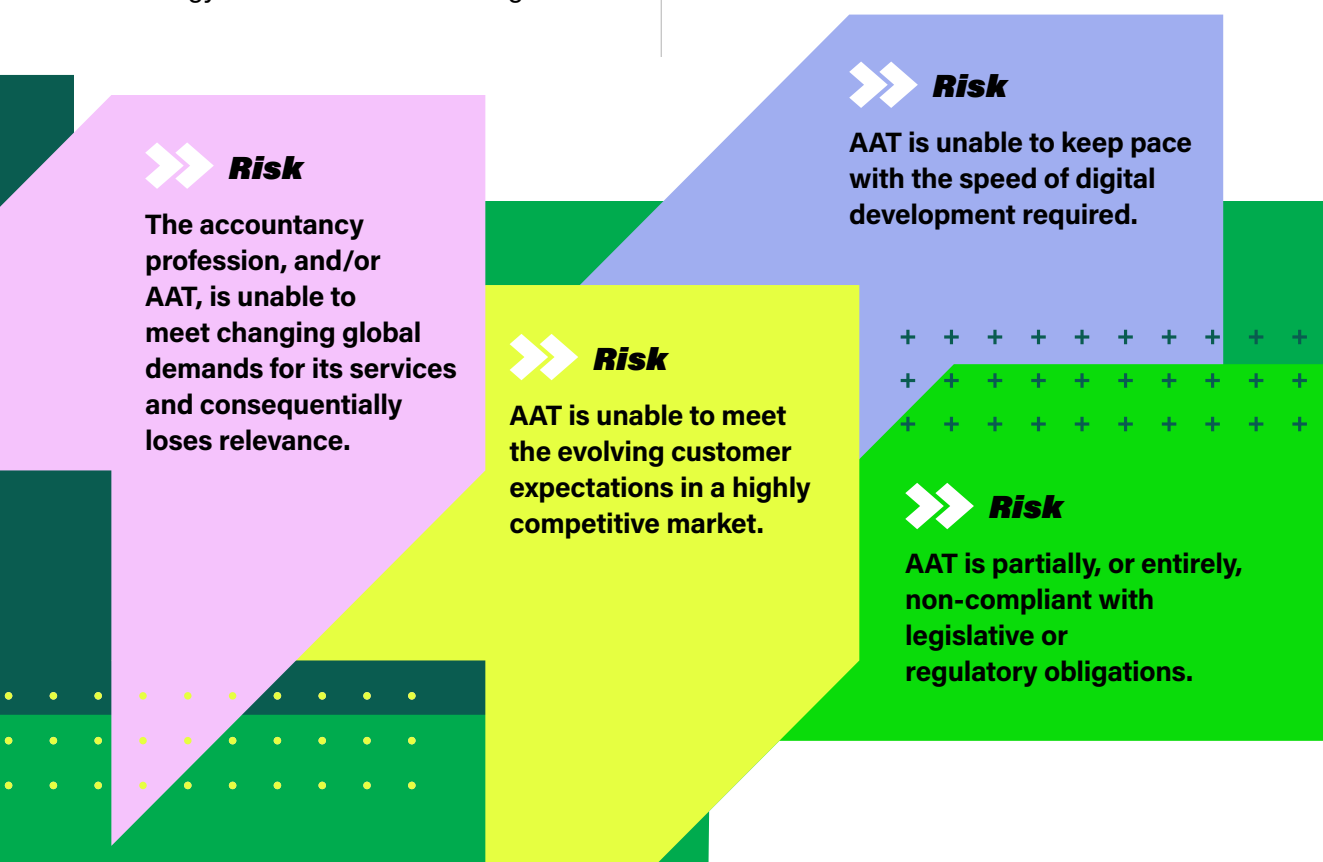 Risk
The accountancy
profession, and/or
AAT, is unable to
meet changing global
demands for its services
and consequentially
loses relevance.
Risk
AAT is unable to meet
the evolving customer
expectations in a highly
competitive market.
Risk
AAT is unable to keep pace
with the speed of digital
development required.
Risk
AAT is partially, or entirely,
non-compliant with
legislative or
regulatory obligations.